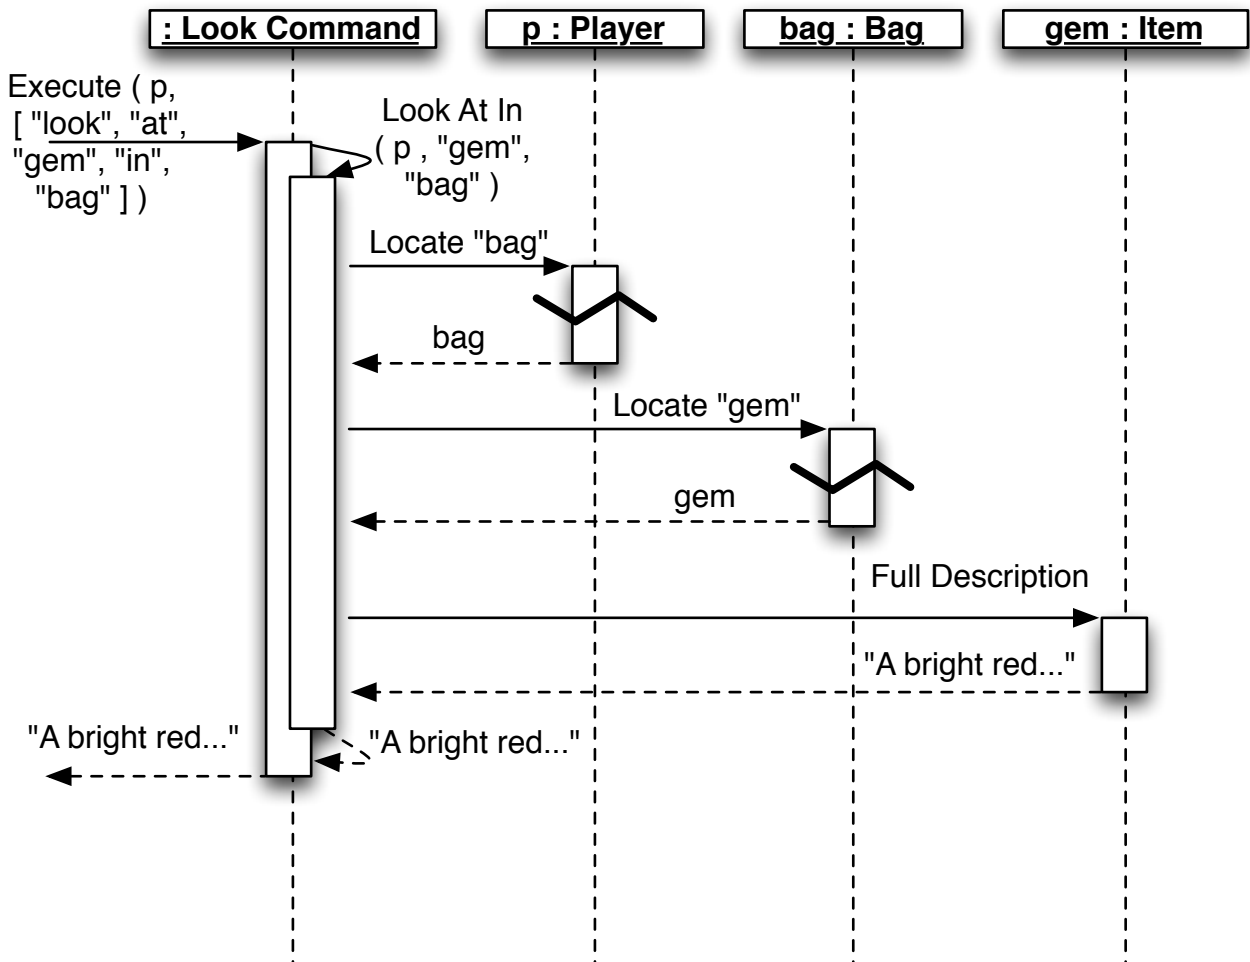 : Look Command
p : Player
bag : Bag
gem : Item
Execute ( p,
[ "look", "at",
"gem", "in",
"bag" ] )
Look At In
( p , "gem",
"bag" )
Locate "bag"
bag
Locate "gem"
gem
Full Description
"A bright red..."
"A bright red..."
"A bright red..."